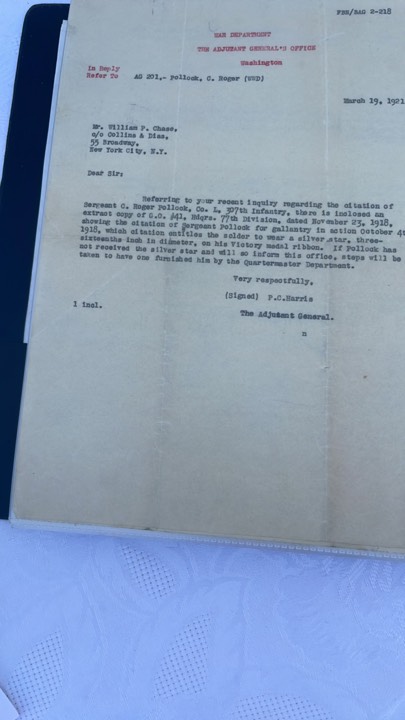 FBR/BAG R-218
WAR DEPARTMENT
THE ADJUTANT GENERAL'S OFFICE
Washington
in Reply
Refer To
AG 201,- Pollock, C. Roger (WWD)
March 19, 1921
Mr. William P. Chase,
c/o Collins &
55 Broadway,
New York City, N.Y.
Dear Sir:
Referring to your recent inquiry regarding the citation of
Sergeant C. Roger Pollock, Co. L, 307th Infantry, there is inclosed an
extract copy of G.O. #41, Hdqrs. 77th Division, dated November 23, 1918,
showing the citation of Sergeant Pollock for gallantry in action October 4t
1918, which citation entitles the solder to wear a silver star, three-
sixteenths inch in diameter, on his Victory medal ribbon. If Pollock has
not received the silver star and will so inform this office, steps will be
taken to have one furnished him by the Quartermaster Department.
Very respectfully,
(Signed) P.C.Harris
1 incl.
The Adjutant General.
n